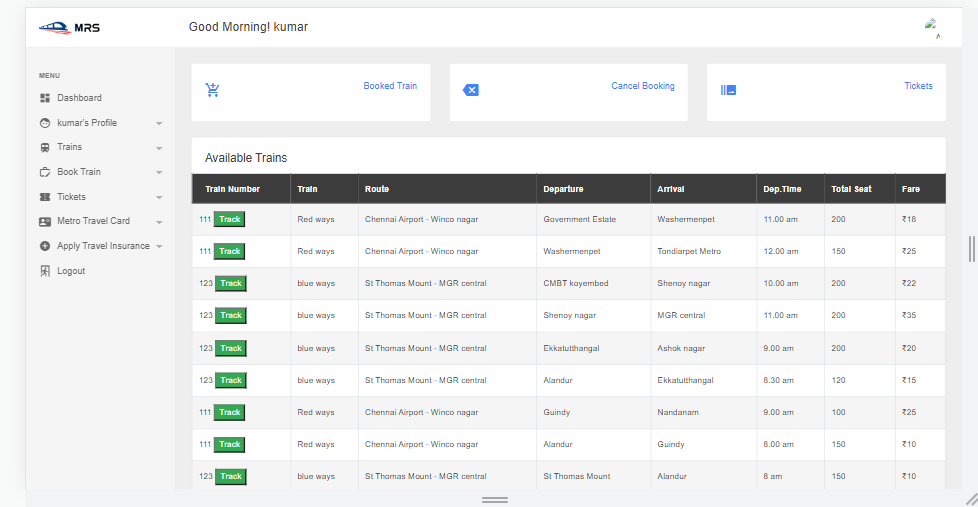 MRS
Good Morning! kumar
MENU
Dashboard
kumar's Profile
Trains
Book Train
Tickets
Metro Travel Card
Apply Travel Insurance
Logout
Booked Train
Cancel Booking
Tickets
Available Trains
Train Number Train Route Departure Arrival Dep.Time Total Seat Fare
111 Track Red ways Chennai Airport - Winco nagar Government Estate Washermenpet 11.00 am 200 ₹18
111 Track Red ways Chennai Airport - Winco nagar Washermenpet Tondiarpet Metro 12.00 am 150 ₹25
123 Track blue ways St Thomas Mount - MGR central CMBT koyembed Shenoy nagar 10.00 am 200 ₹22
123 Track blue ways St Thomas Mount - MGR central Shenoy nagar MGR central 11.00 am 200 ₹35
123 Track blue ways St Thomas Mount - MGR central Ekkatutthangal Ashok nagar 9.00 am 200 ₹20
123 Track blue ways St Thomas Mount - MGR central Alandur Ekkatutthangal 8.30 am 120 ₹15
111 Track Red ways Chennai Airport - Winco nagar Guindy Nandanam 9.00 am 100 ₹25
111 Track Red ways Chennai Airport - Winco nagar Alandur Guindy 8.00 am 150 ₹10
123 Track blue ways St Thomas Mount - MGR central St Thomas Mount Alandur 8 am 150 ₹10